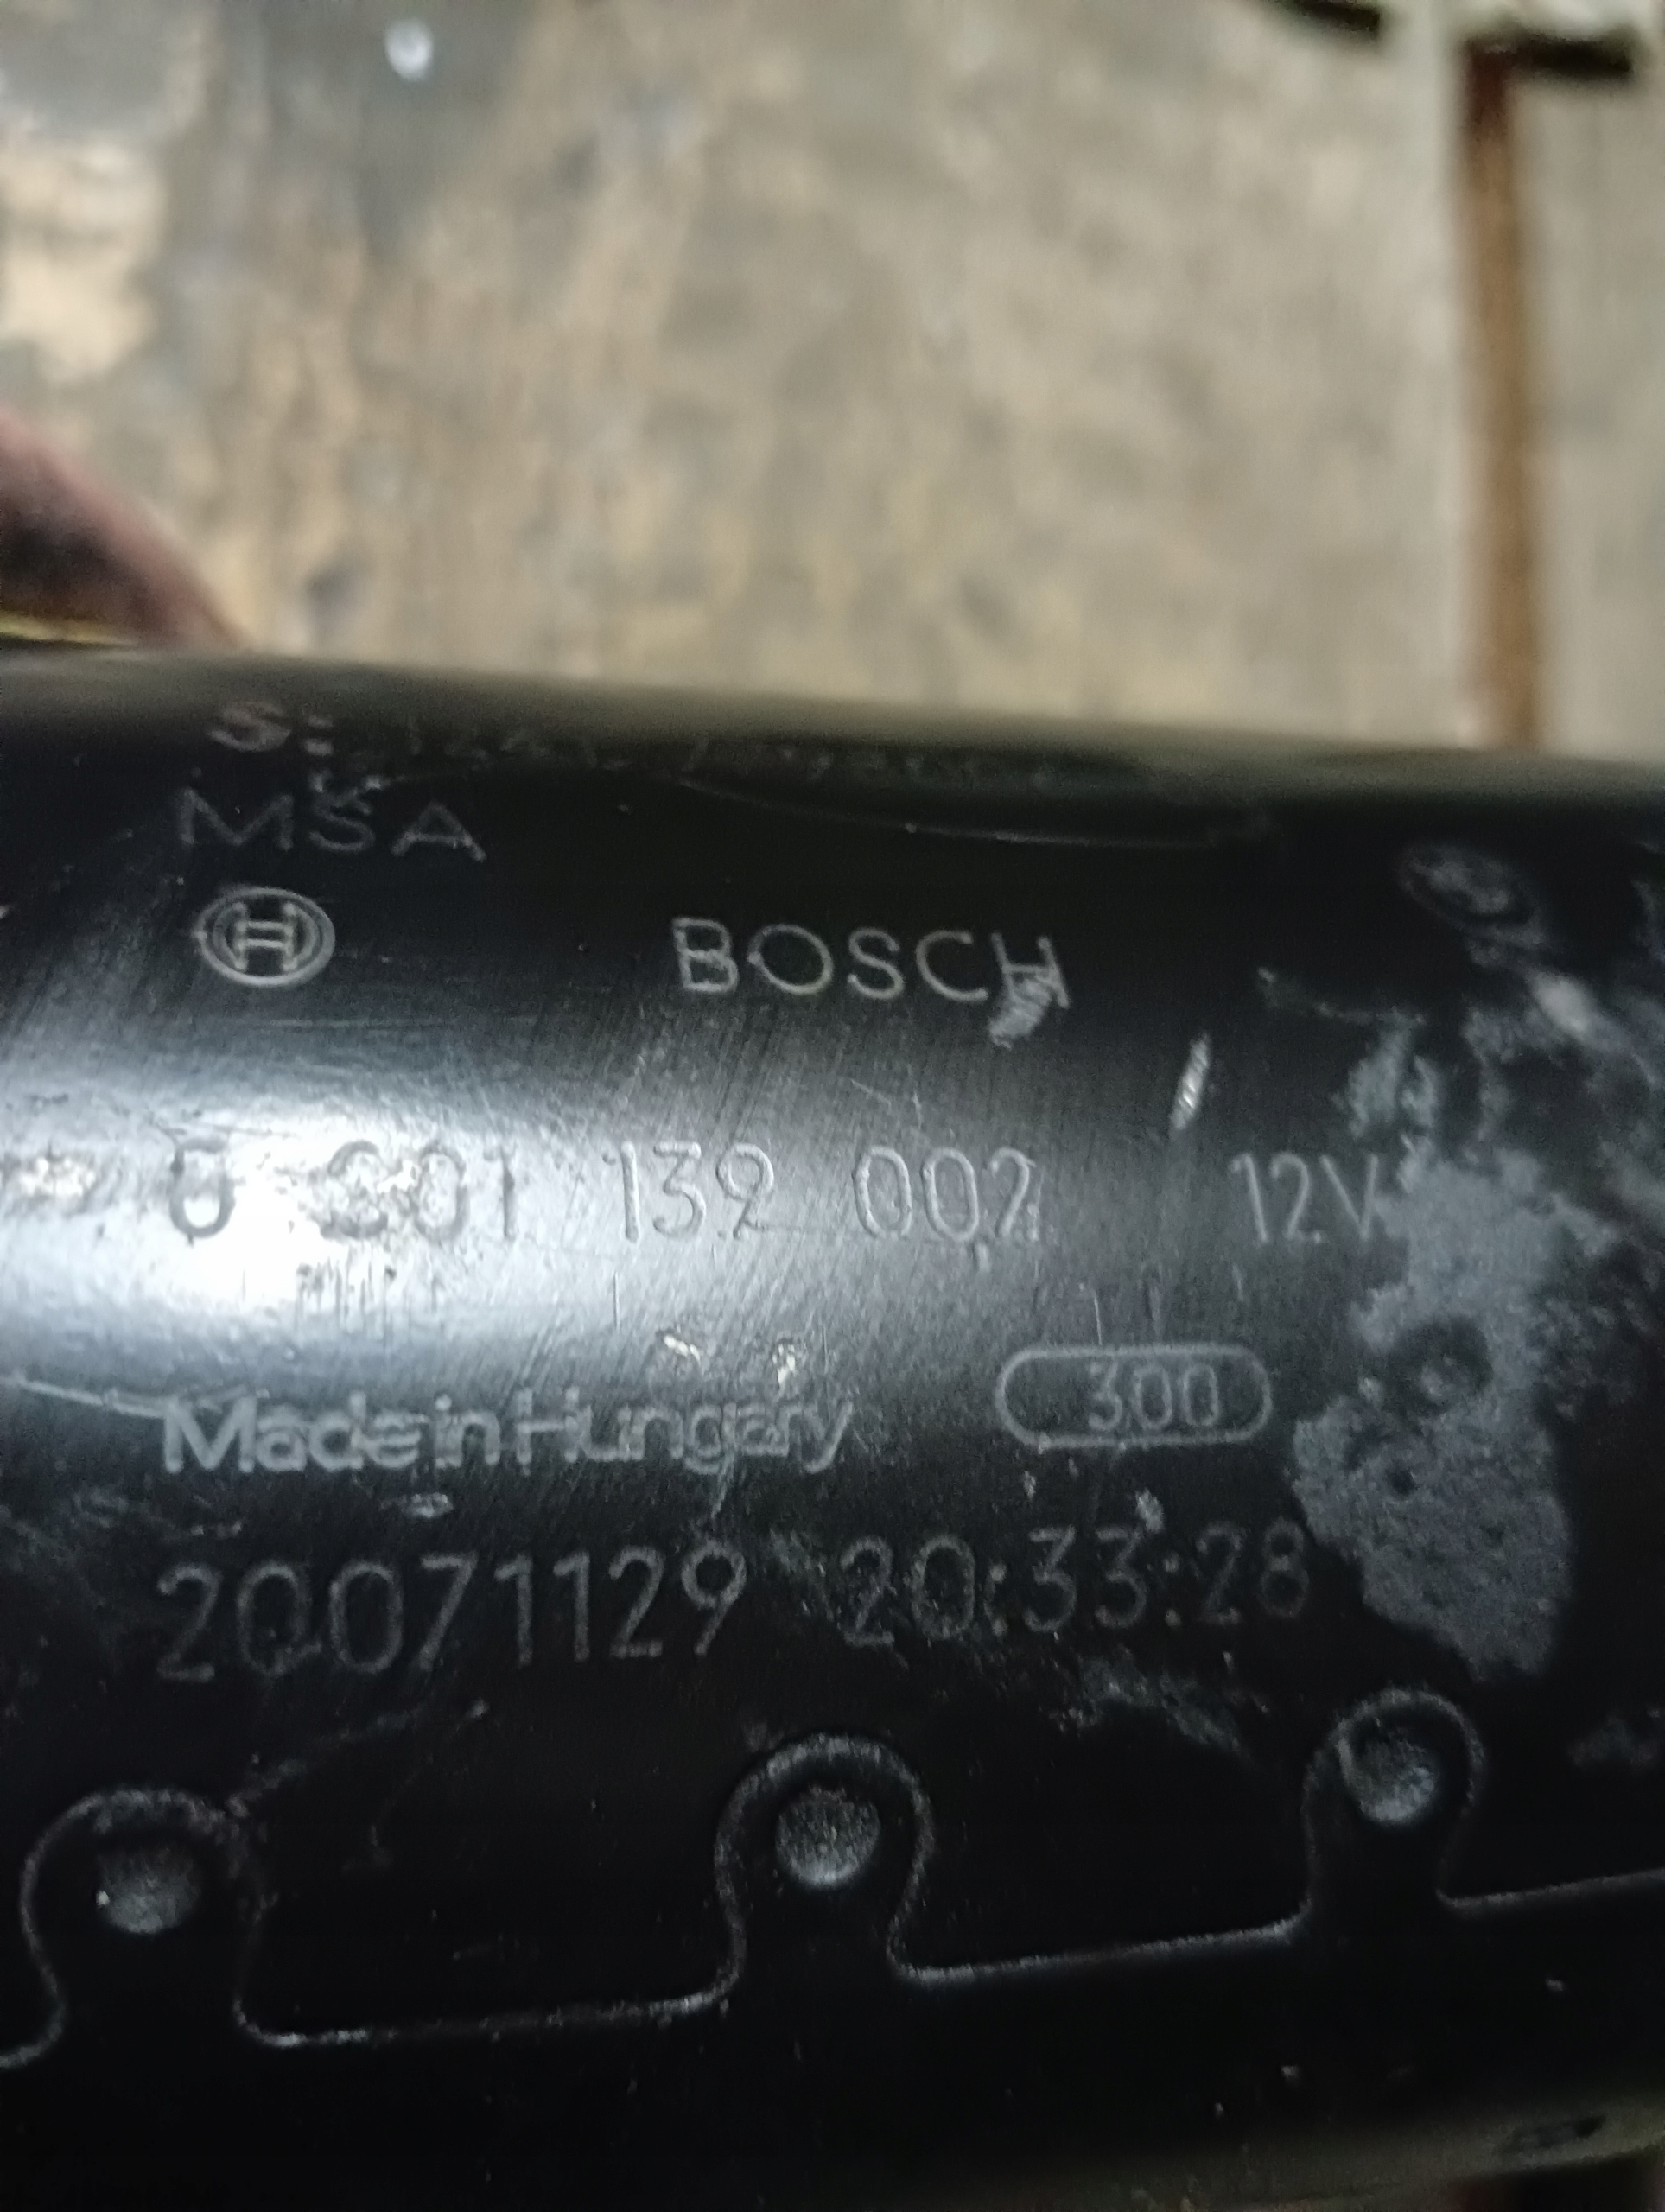 S:
MSA
BOSCH
0 001 139 002 12V
Made in Hungary 300
20071129 20:33:28